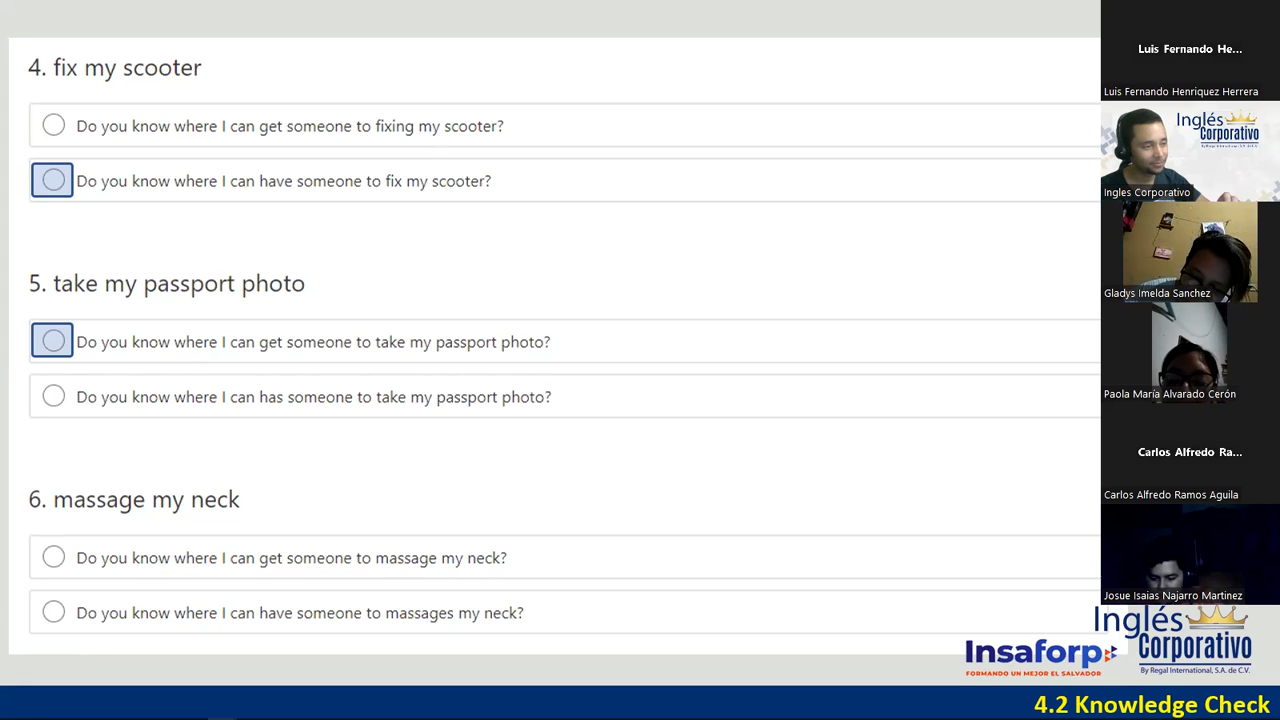 4. fix my scooter
Do you know where I can get someone to fixing my scooter?
Do you know where I can have someone to fix my scooter?
5. take my passport photo
Do you know where I can get someone to take my passport photo?
Do you know where I can has someone to take my passport photo?
6. massage my neck
Do you know where I can get someone to massage my neck?
Do you know where I can have someone to massages my neck?
Luis Fernando He...
Luis Fernando Henriquez Herrera
Inglés
Corporativo
By Regal International, S.A. de C.V.
Ingles Corporativo
Gladys Imelda Sanchez
Paola María Alvarado Cerón
Carlos Alfredo Ra...
Carlos Alfredo Ramos Aguila
Josue Isaias Najarro Martinez
Insaforp
FORMANDO UN MEJOR EL SALVADOR
Inglés
Corporativo
By Regal International, S.A. de C.V.
4.2 Knowledge Check